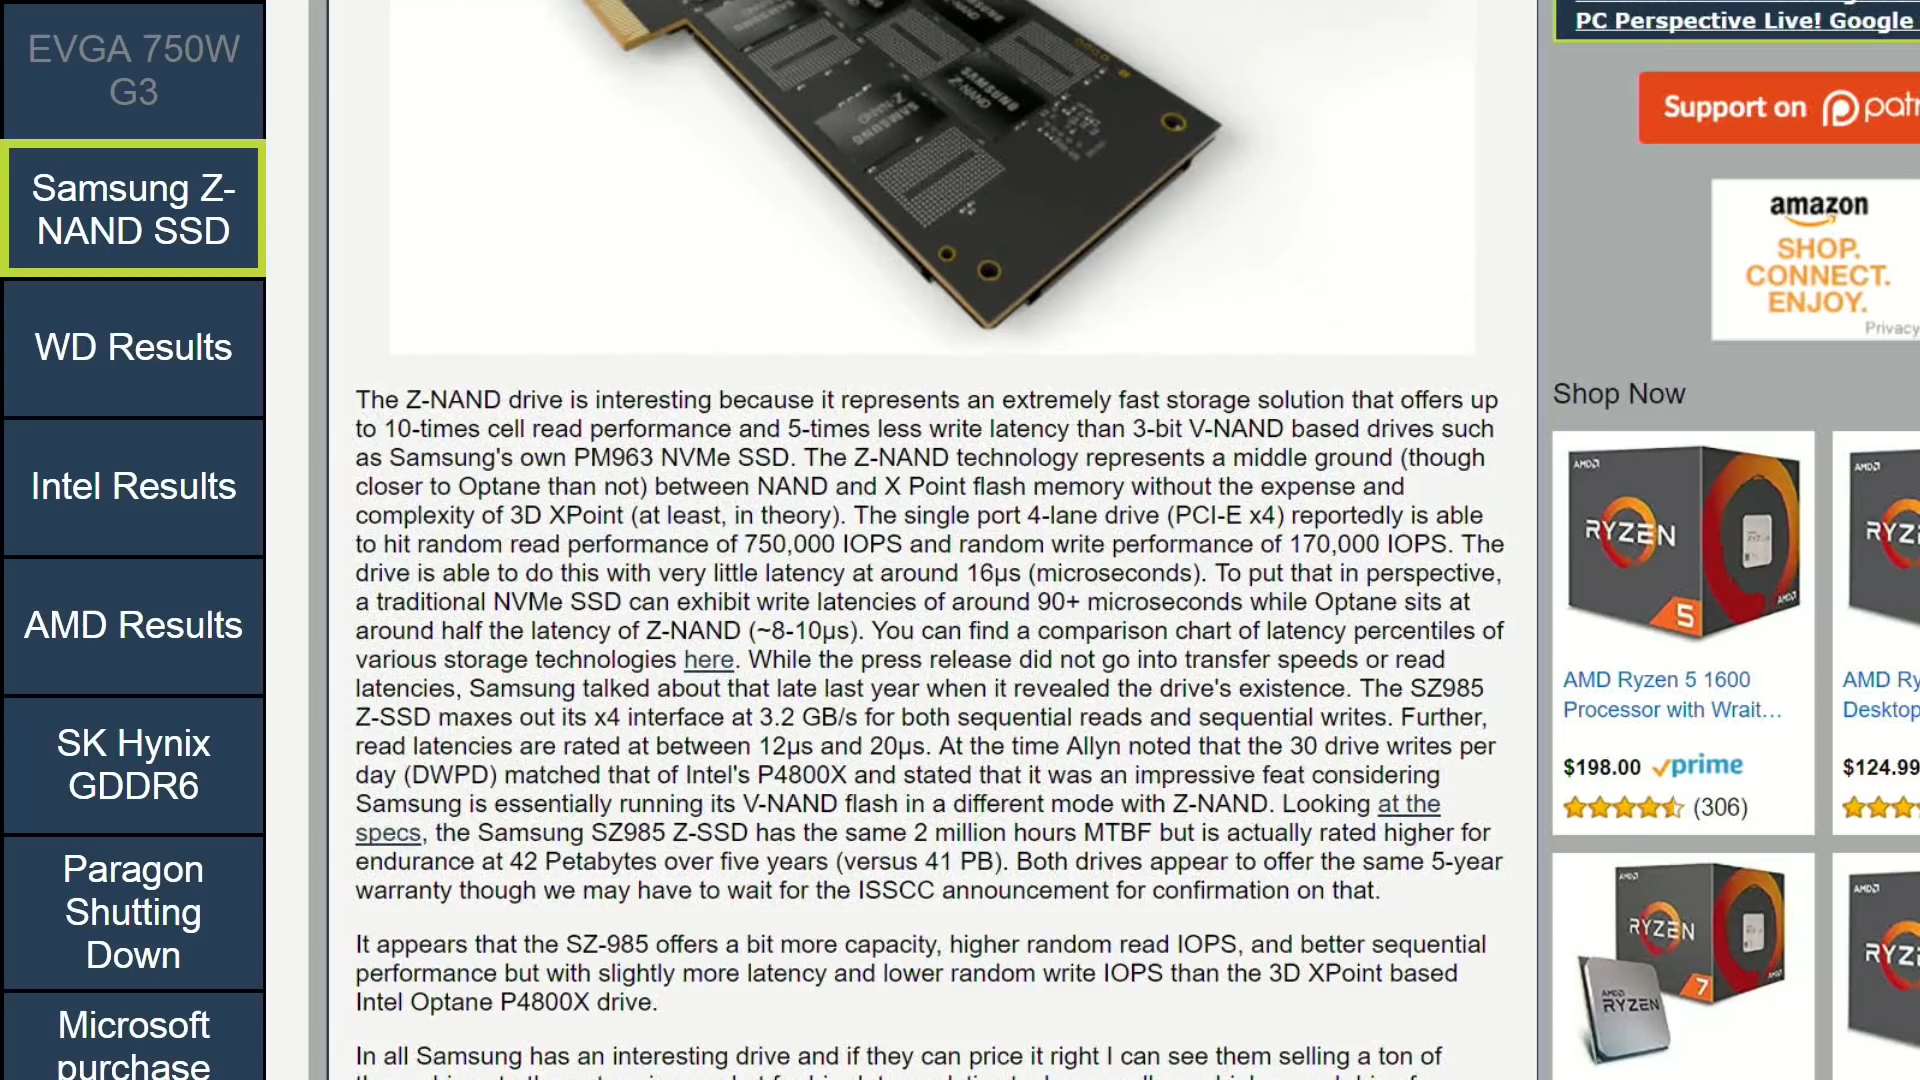 EVGA 750W
G3
Samsung Z-
NAND SSD
WD Results
Intel Results
AMD Results
SK Hynix
GDDR6
Paragon
Shutting
Down
Microsoft
purchase
SAMSUNG
Z-NAND
SAMSUNG
Z-NAND
The Z-NAND drive is interesting because it represents an extremely fast storage solution that offers up
to 10-times cell read performance and 5-times less write latency than 3-bit V-NAND based drives such
as Samsung's own PM963 NVMe SSD. The Z-NAND technology represents a middle ground (though
closer to Optane than not) between NAND and X Point flash memory without the expense and
complexity of 3D XPoint (at least, in theory). The single port 4-lane drive (PCI-E x4) reportedly is able
to hit random read performance of 750,000 IOPS and random write performance of 170,000 IOPS. The
drive is able to do this with very little latency at around 16µs (microseconds). To put that in perspective,
a traditional NVMe SSD can exhibit write latencies of around 90+ microseconds while Optane sits at
around half the latency of Z-NAND (~8-10µs). You can find a comparison chart of latency percentiles of
various storage technologies here. While the press release did not go into transfer speeds or read
latencies, Samsung talked about that late last year when it revealed the drive's existence. The SZ985
Z-SSD maxes out its x4 interface at 3.2 GB/s for both sequential reads and sequential writes. Further,
read latencies are rated at between 12µs and 20µs. At the time Allyn noted that the 30 drive writes per
day (DWPD) matched that of Intel's P4800X and stated that it was an impressive feat considering
Samsung is essentially running its V-NAND flash in a different mode with Z-NAND. Looking at the
specs, the Samsung SZ985 Z-SSD has the same 2 million hours MTBF but is actually rated higher for
endurance at 42 Petabytes over five years (versus 41 PB). Both drives appear to offer the same 5-year
warranty though we may have to wait for the ISSCC announcement for confirmation on that.
It appears that the SZ-985 offers a bit more capacity, higher random read IOPS, and better sequential
performance but with slightly more latency and lower random write IOPS than the 3D XPoint based
Intel Optane P4800X drive.
In all Samsung has an interesting drive and if they can price it right I can see them selling a ton of
PC Perspective Live! Google
Support on patr
amazon
SHOP.
CONNECT.
ENJOY.
Privacy
Shop Now
AMD
RYZEN
5
AMD
AMD Ryzen 5 1600
Processor with Wrait…
$198.00 prime
(306)
AMD
RYZE
AMD Ry
Desktop
$124.99
AMD
RYZEN
7
AMD
RYZEN
AMD
RYZE